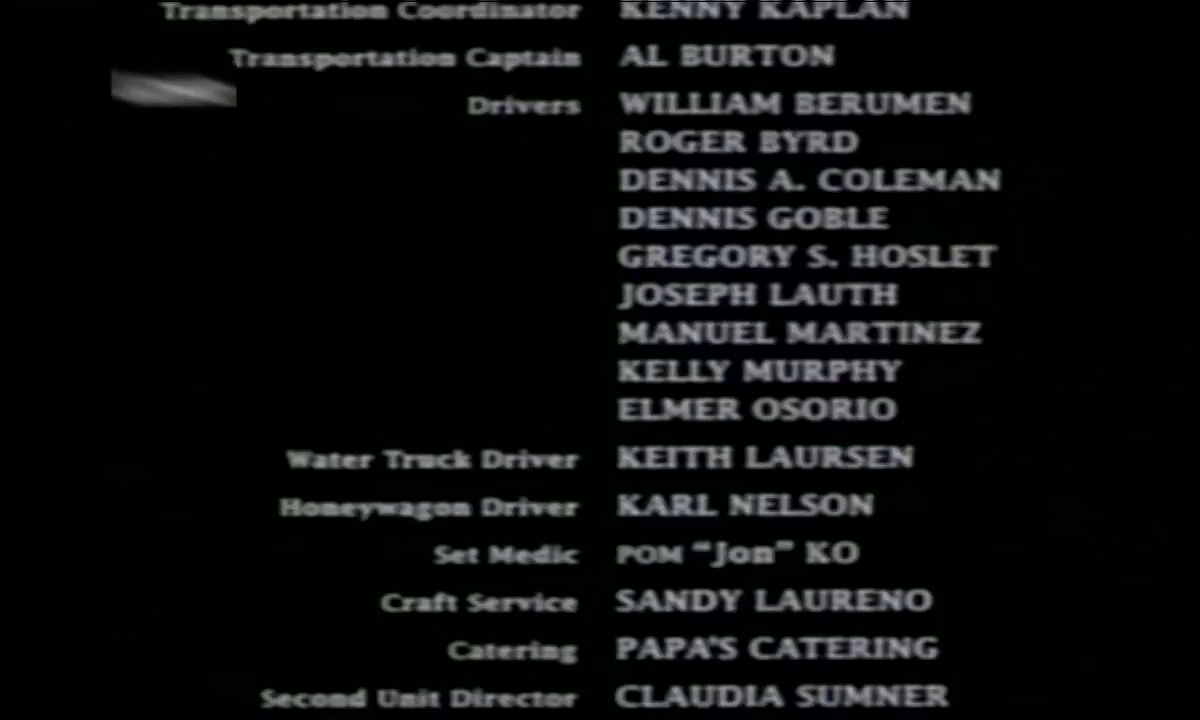 Transportation Coordinator KENNY KAPLAN
Transportation Captain AL BURTON
Drivers WILLIAM BERUMEN
ROGER BYRD
DENNIS A. COLEMAN
DENNIS GOBLE
GREGORY S. HOSLET
JOSEPH LAUTH
MANUEL MARTINEZ
KELLY MURPHY
ELMER OSORIO
Water Truck Driver KEITH LAURSEN
Honeywagon Driver KARL NELSON
Set Medic POM "Jon" KO
Craft Service SANDY LAURENO
Catering PAPA'S CATERING
Second Unit Director CLAUDIA SUMNER